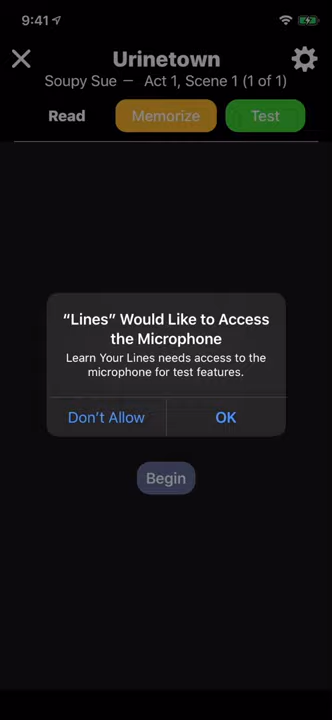 9:41
Urinetown
Soupy Sue — Act 1, Scene 1 (1 of 1)
Read Memorize Test
“Lines” Would Like to Access
the Microphone
Learn Your Lines needs access to the
microphone for test features.
Don’t Allow OK
Begin